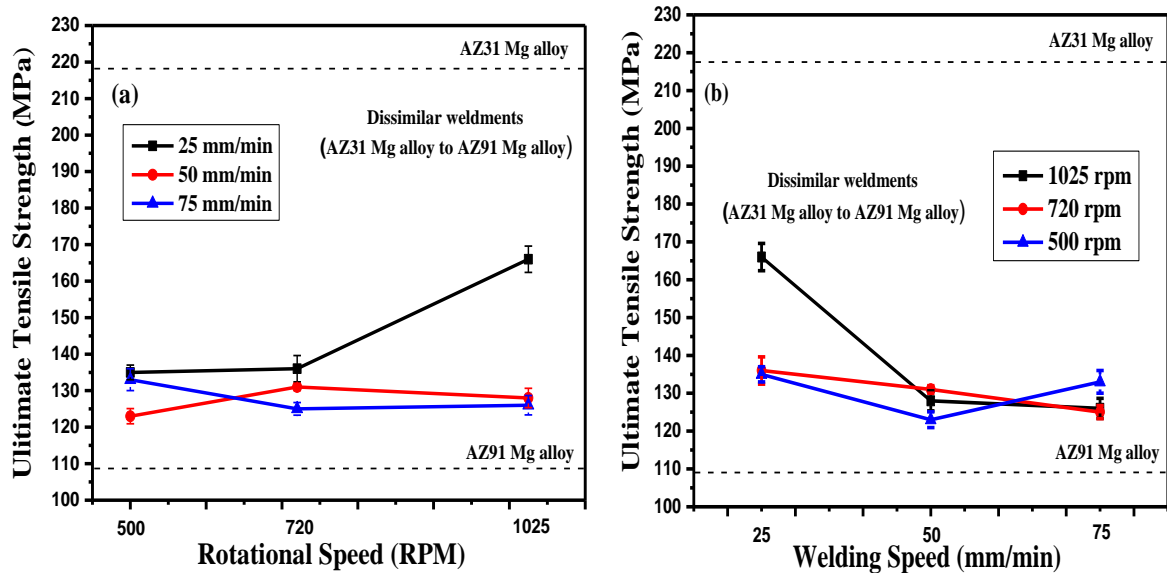 230
220
210
200
190
180
170
160
150
140
130
120
110
100
Ulitimate Tensile Strength (MPa)
AZ31 Mg alloy
(a)
25 mm/min
50 mm/min
75 mm/min
Dissimilar weldments
(AZ31 Mg alloy to AZ91 Mg alloy)
AZ91 Mg alloy
500
720
1025
Rotational Speed (RPM)
230
220
210
200
190
180
170
160
150
140
130
120
110
100
Ultimate Tensile Strength (MPa)
AZ31 Mg alloy
(b)
Dissimilar weldments
(AZ31 Mg alloy to AZ91 Mg alloy)
1025 rpm
720 rpm
500 rpm
AZ91 Mg alloy
25
50
75
Welding Speed (mm/min)